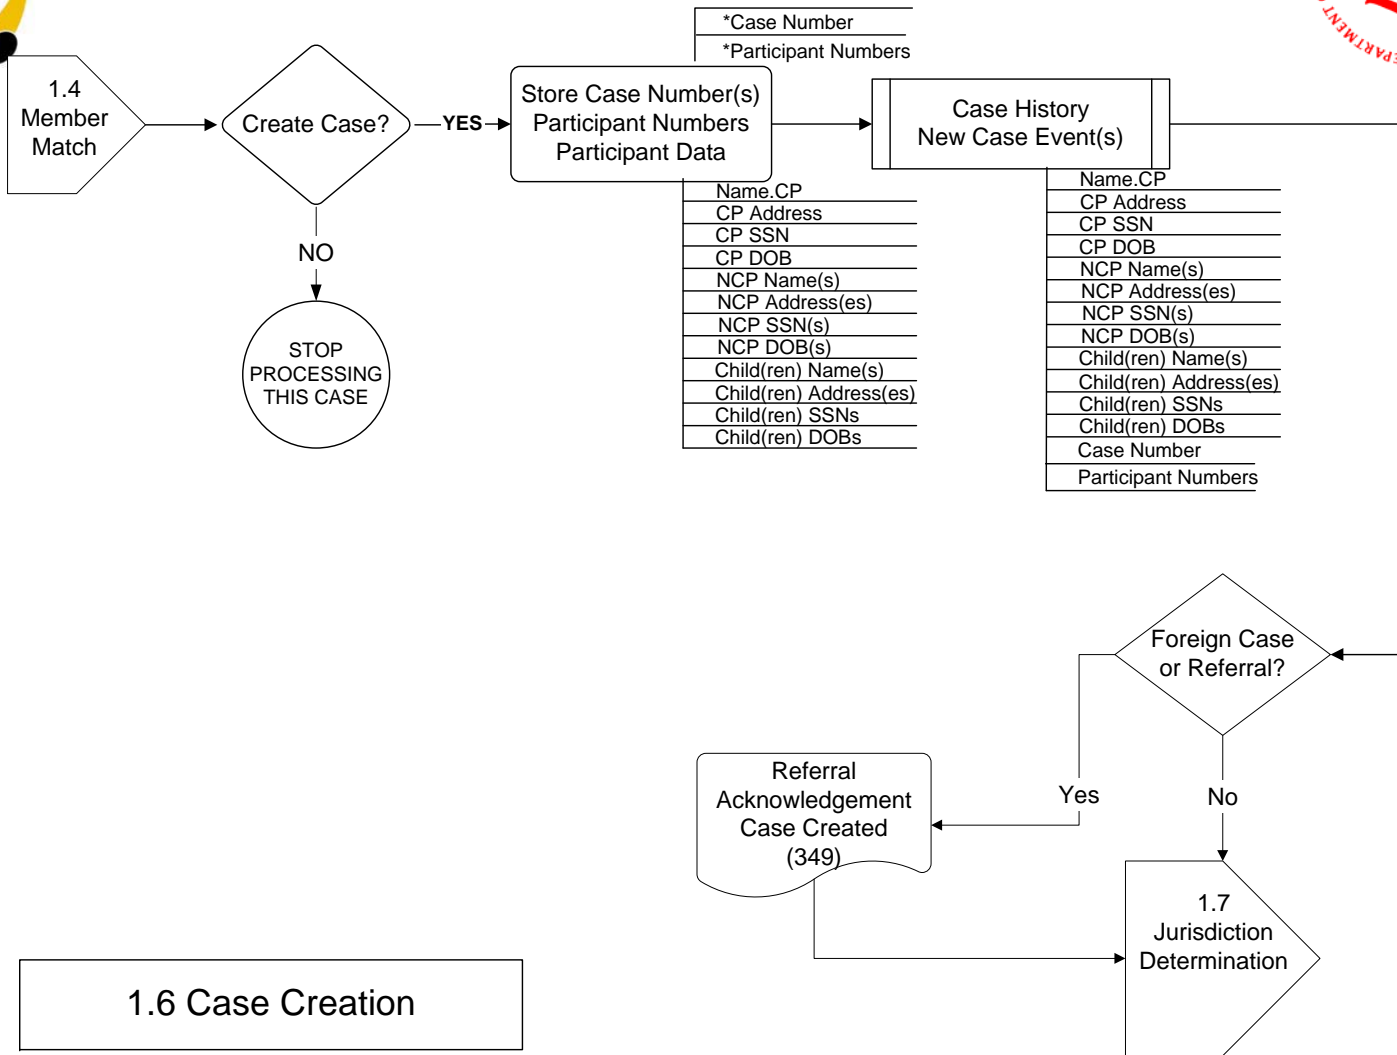 *Case Number
*Participant Numbers
1.4
Member
Match
Create Case?
YES
Store Case Number(s)
Participant Numbers
Participant Data
Case History
New Case Event(s)
NO
STOP
PROCESSING
THIS CASE
Name.CP
CP Address
CP SSN
CP DOB
NCP Name(s)
NCP Address(es)
NCP SSN(s)
NCP DOB(s)
Child(ren) Name(s)
Child(ren) Address(es)
Child(ren) SSNs
Child(ren) DOBs
Name.CP
CP Address
CP SSN
CP DOB
NCP Name(s)
NCP Address(es)
NCP SSN(s)
NCP DOB(s)
Child(ren) Name(s)
Child(ren) Address(es)
Child(ren) SSNs
Child(ren) DOBs
Case Number
Participant Numbers
Foreign Case
or Referral?
Yes
No
Referral
Acknowledgement
Case Created
(349)
1.7
Jurisdiction
Determination
1.6 Case Creation